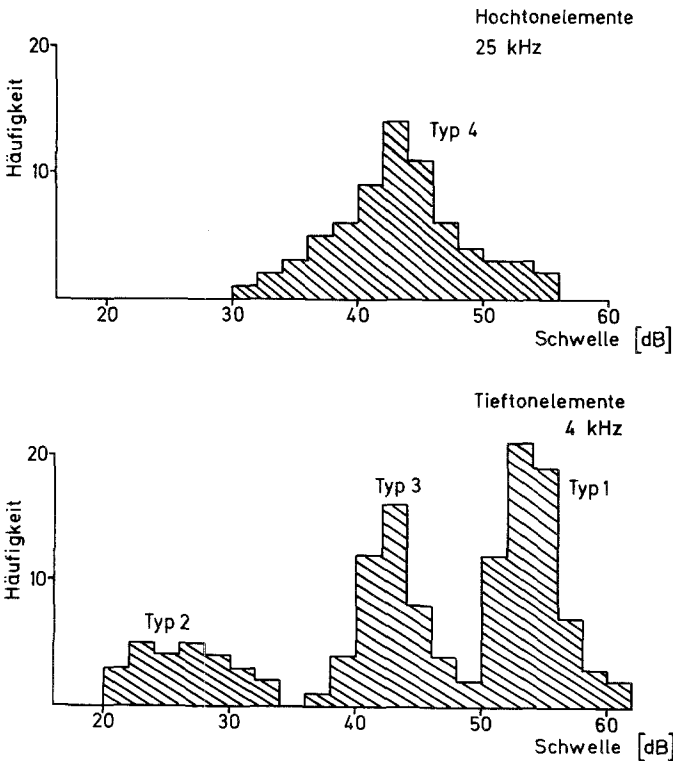 Hochtonelemente
25 kHz
Häufigkeit
20
10
Typ 4
20 30 40 50 60
Schwelle [dB]
Tieftonelemente
4 kHz
Häufigkeit
20
10
Typ 2
Typ 3
Typ 1
20 30 40 50 60
Schwelle [dB]